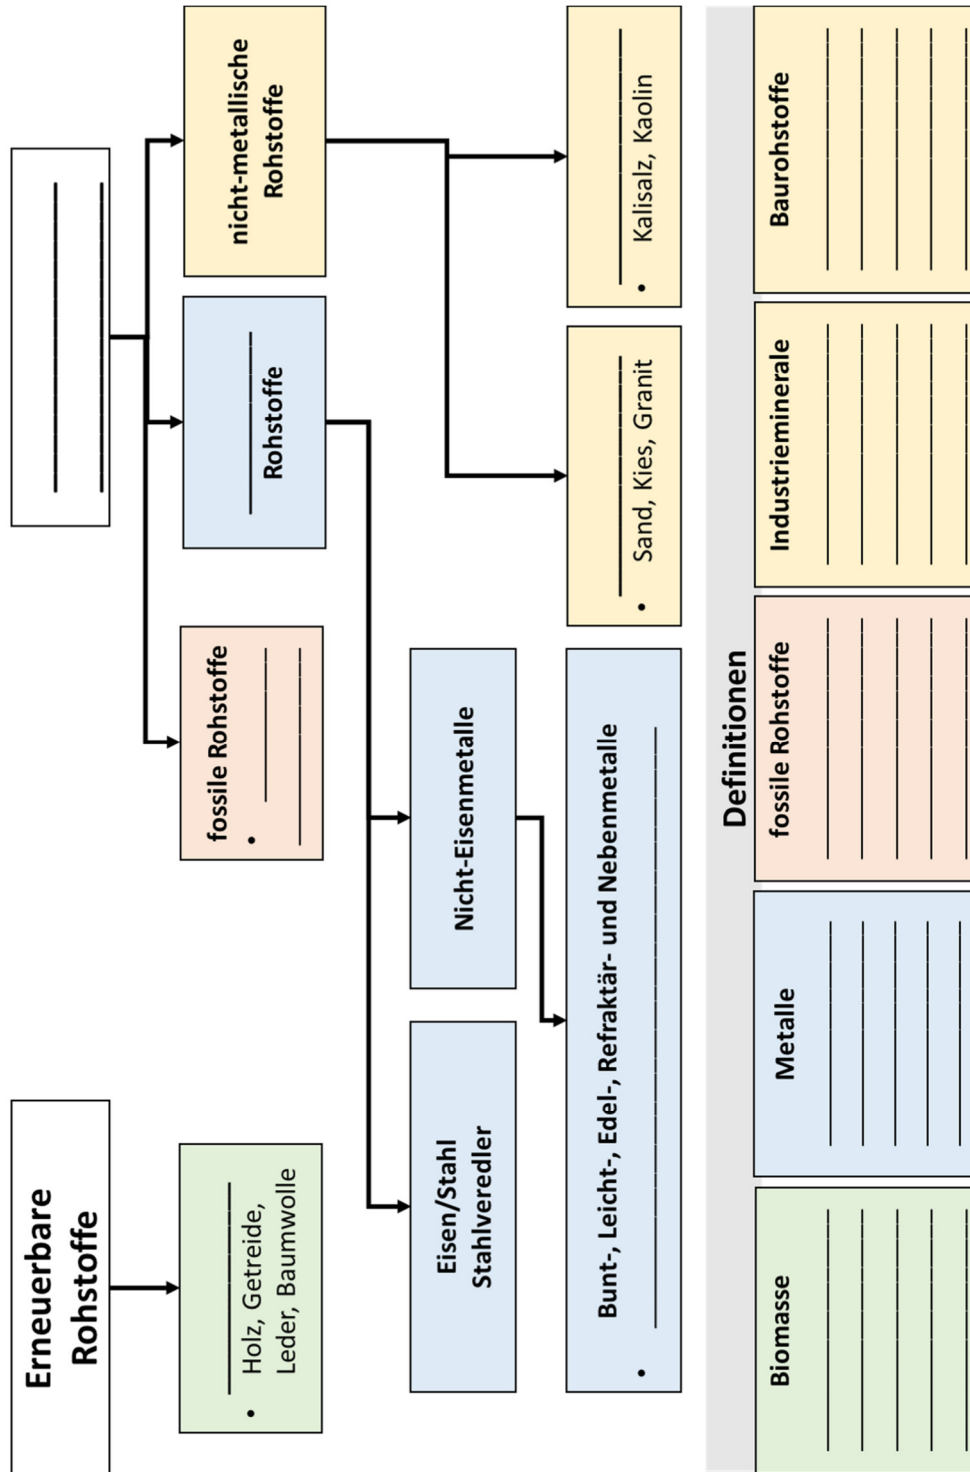 Erneuerbare
Rohstoffe
• Holz, Getreide,
Leder, Baumwolle
fossile Rohstoffe
•
Rohstoffe
nicht-metallische
Rohstoffe
Eisen/Stahl
Stahlveredler
Nicht-Eisenmetalle
Bunt-, Leicht-, Edel-, Refraktär- und Nebenmetalle
•
• Sand, Kies, Granit
• Kalisalz, Kaolin
Definitionen
Biomasse
Metalle
fossile Rohstoffe
Industrieminerale
Baurohstoffe